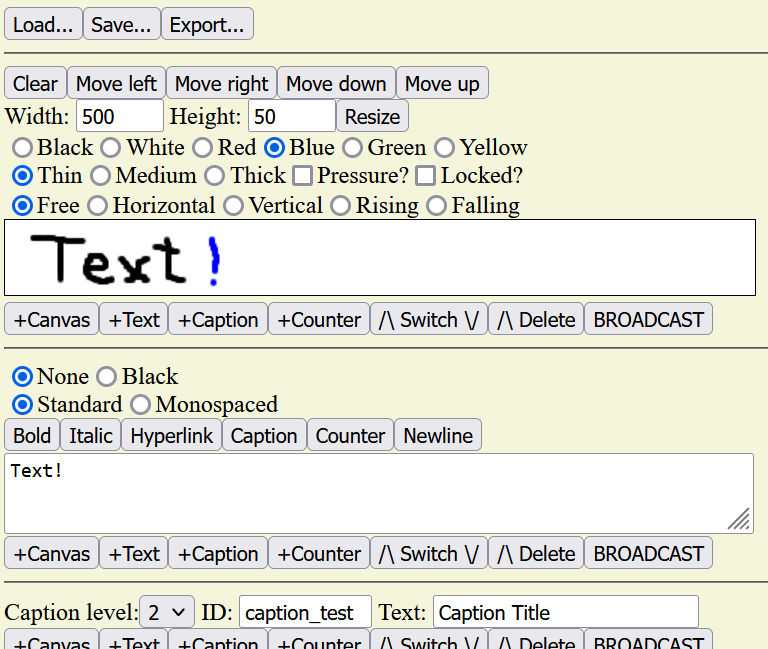 Load... Save... Export...
Clear Move left Move right Move down Move up
Width: 500 Height: 50 Resize
Black White Red Blue Green Yellow
Thin Medium Thick Pressure? Locked?
Free Horizontal Vertical Rising Falling
Text!
+Canvas +Text +Caption +Counter /\ Switch \/ /\ Delete BROADCAST
None Black
Standard Monospaced
Bold Italic Hyperlink Caption Counter Newline
Text!
+Canvas +Text +Caption +Counter /\ Switch \/ /\ Delete BROADCAST
Caption level: 2 ID: caption_test Text: Caption Title
+Canvas +Text +Caption +Counter /\ Switch \/ /\ Delete BROADCAST